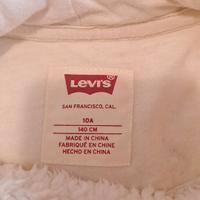 LEVI'S
SAN FRANCISCO, CAL.
10A
140 CM
MADE IN CHINA
FABRIQUÉ EN CHINE
HECHO EN CHINA